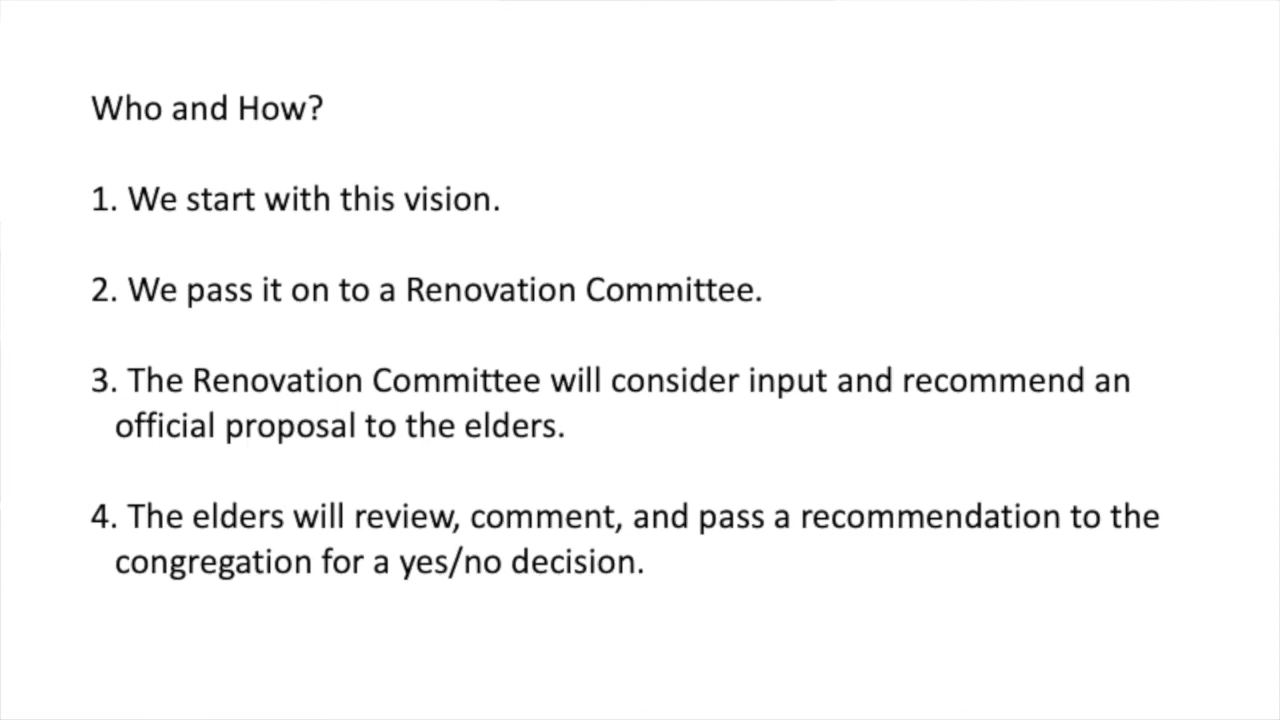 Who and How?
1. We start with this vision.
2. We pass it on to a Renovation Committee.
3. The Renovation Committee will consider input and recommend an
official proposal to the elders.
4. The elders will review, comment, and pass a recommendation to the
congregation for a yes/no decision.